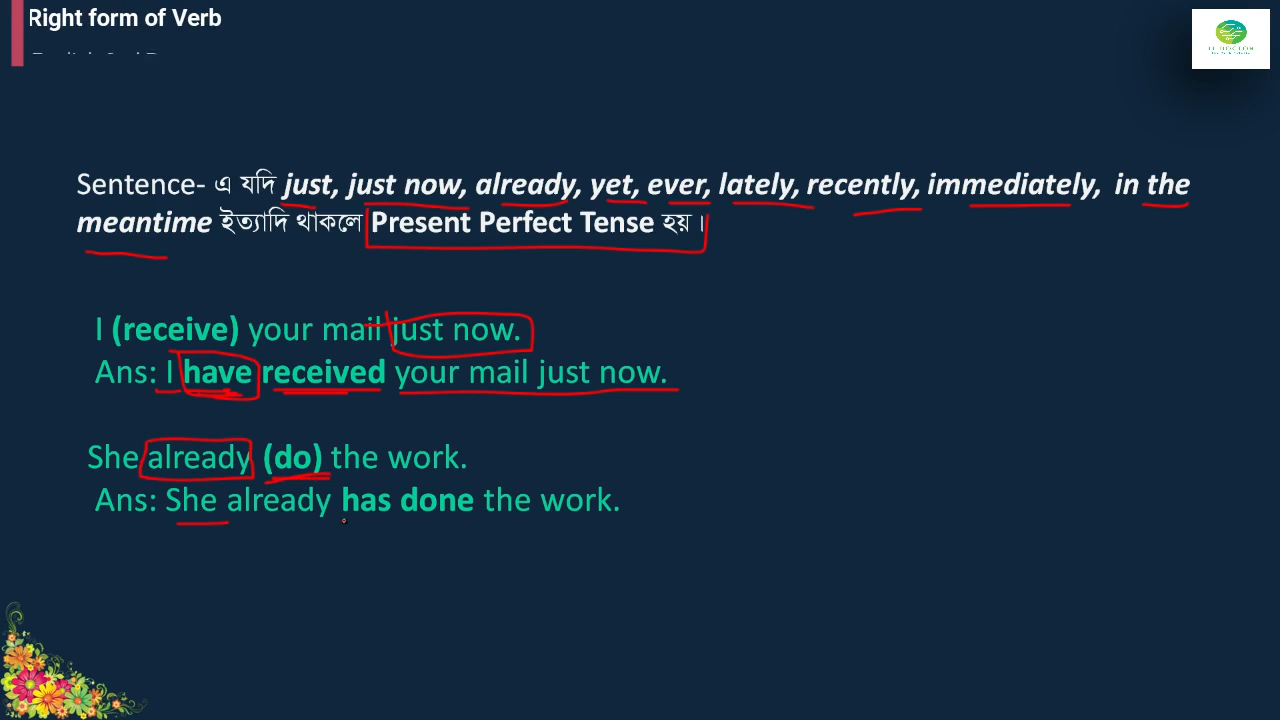 Right form of Verb
Sentence- এ যদি just, just now, already, yet, ever, lately, recently, immediately, in the
meantime ইত্যাদি থাকলে Present Perfect Tense হয়।
I (receive) your mail just now.
Ans: I have received your mail just now.
She already (do) the work.
Ans: She already has done the work.